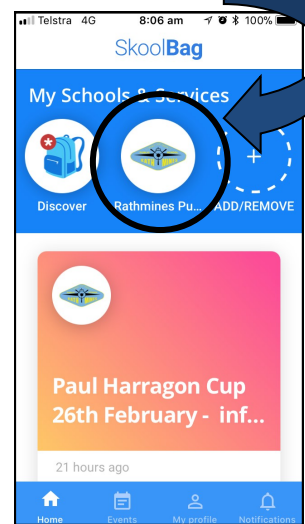 Telstra 4G 8:06 am 100%
SkoolBag
My Schools & Services
Discover Rathmines Pu... ADD/REMOVE
Paul Harragon Cup
26th February - inf...
21 hours ago
Home Events My profile Notifications